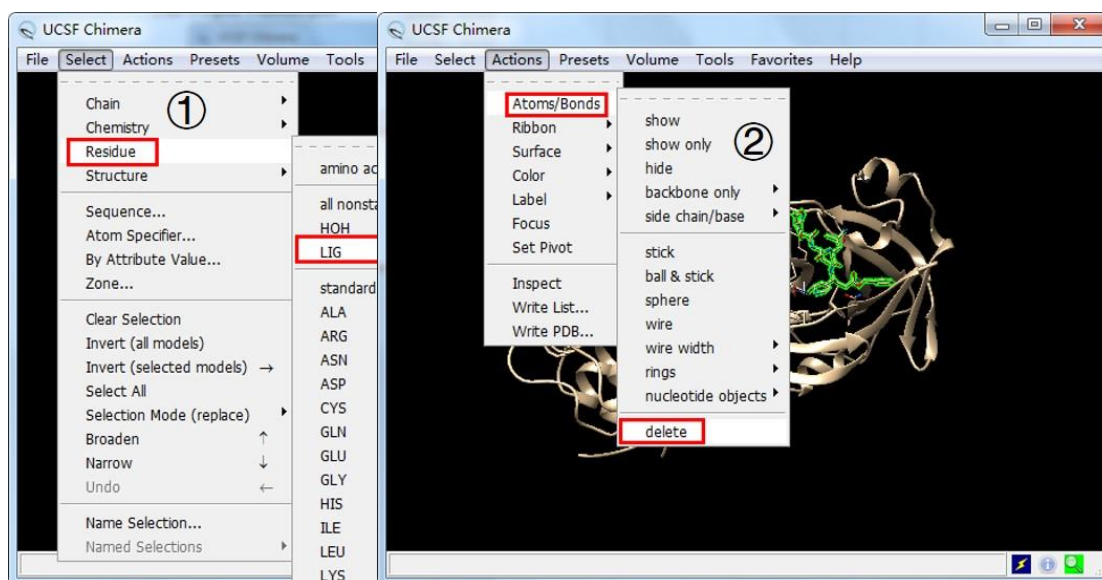 UCSF Chimera
File Select Actions Presets Volume Tools
①
Chain
Chemistry
Residue
Structure
Sequence...
Atom Specifier...
By Attribute Value...
Zone...
Clear Selection
Invert (all models)
Invert (selected models) →
Select All
Selection Mode (replace)
Broaden ↑
Narrow ↓
Undo ←
Name Selection...
Named Selections
amino ac
all nonsta
HOH
LIG
standard
ALA
ARG
ASN
ASP
CYS
GLN
GLU
GLY
HIS
ILE
LEU
LYS
UCSF Chimera
File Select Actions Presets Volume Tools Favorites Help
Atoms/Bonds
Ribbon
Surface
Color
Label
Focus
Set Pivot
Inspect
Write List...
Write PDB...
②
show
show only
hide
backbone only
side chain/base
stick
ball & stick
sphere
wire
wire width
rings
nucleotide objects
delete